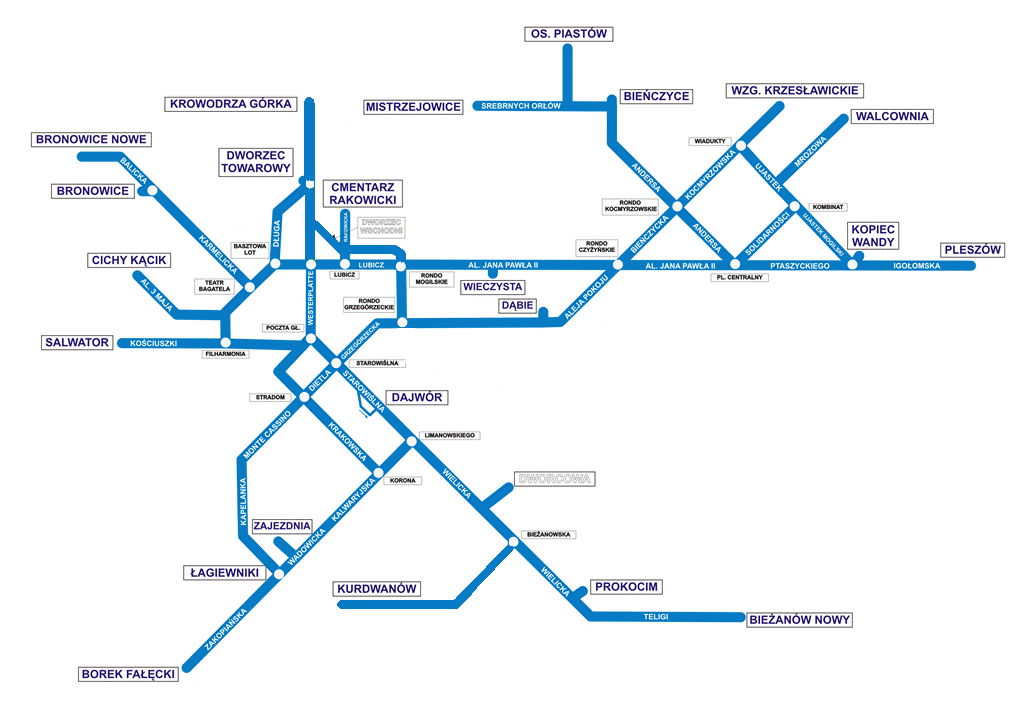 OS. PIASTÓW
WZG. KRZESŁAWICKIE
BIEŃCZYCE
KROWODRZA GÓRKA
MISTRZEJOWICE
SREBRNYCH ORŁÓW
WALCOWNIA
BRONOWICE NOWE
WIADUKTY
MROZOWA
DWORZEC
TOWAROWY
BALICKA
ANDERSA
KOCMYRZOWSKA
UJASTEK
BRONOWICE
CMENTARZ
RAKOWICKI
RONDO
KOCMYRZOWSKIE
KOMBINAT
DWORZEC
WSCHODNI
RAKOWICKA
DŁUGA
KARMELICKA
BASZTOWA
LOT
RONDO
CZYŻYŃSKIE
BIEŃCZYCKA
ANDERSA
SOLIDARNOŚCI
UJASTEK MOGILSKI
KOPIEC
WANDY
PLESZÓW
CICHY KĄCIK
LUBICZ
LUBICZ
AL. JANA PAWŁA II
AL. JANA PAWŁA II
PTASZYCKIEGO
IGOŁOMSKA
RONDO
MOGILSKIE
WIECZYSTA
PL. CENTRALNY
TEATR
BAGATELA
AL. 3 MAJA
WESTERPLATTE
RONDO
GRZEGÓRZECKIE
DĄBIE
ALEJA POKOJU
POCZTA GŁ.
GRZEGÓRZECKA
SALWATOR
KOŚCIUSZKI
FILHARMONIA
STAROWIŚLNA
DIETLA
STAROWIŚLNA
STRADOM
DAJWÓR
MONTE CASSINO
KRAKOWSKA
LIMANOWSKIEGO
KORONA
WIELICKA
DWORCOWA
KAPELANKA
KALWARYJSKA
ZAJEZDNIA
WADOWICKA
BIEŻANOWSKA
ŁAGIEWNIKI
KURDWANÓW
WIELICKA
PROKOCIM
TELIGI
BIEŻANÓW NOWY
ZAKOPIAŃSKA
BOREK FAŁĘCKI